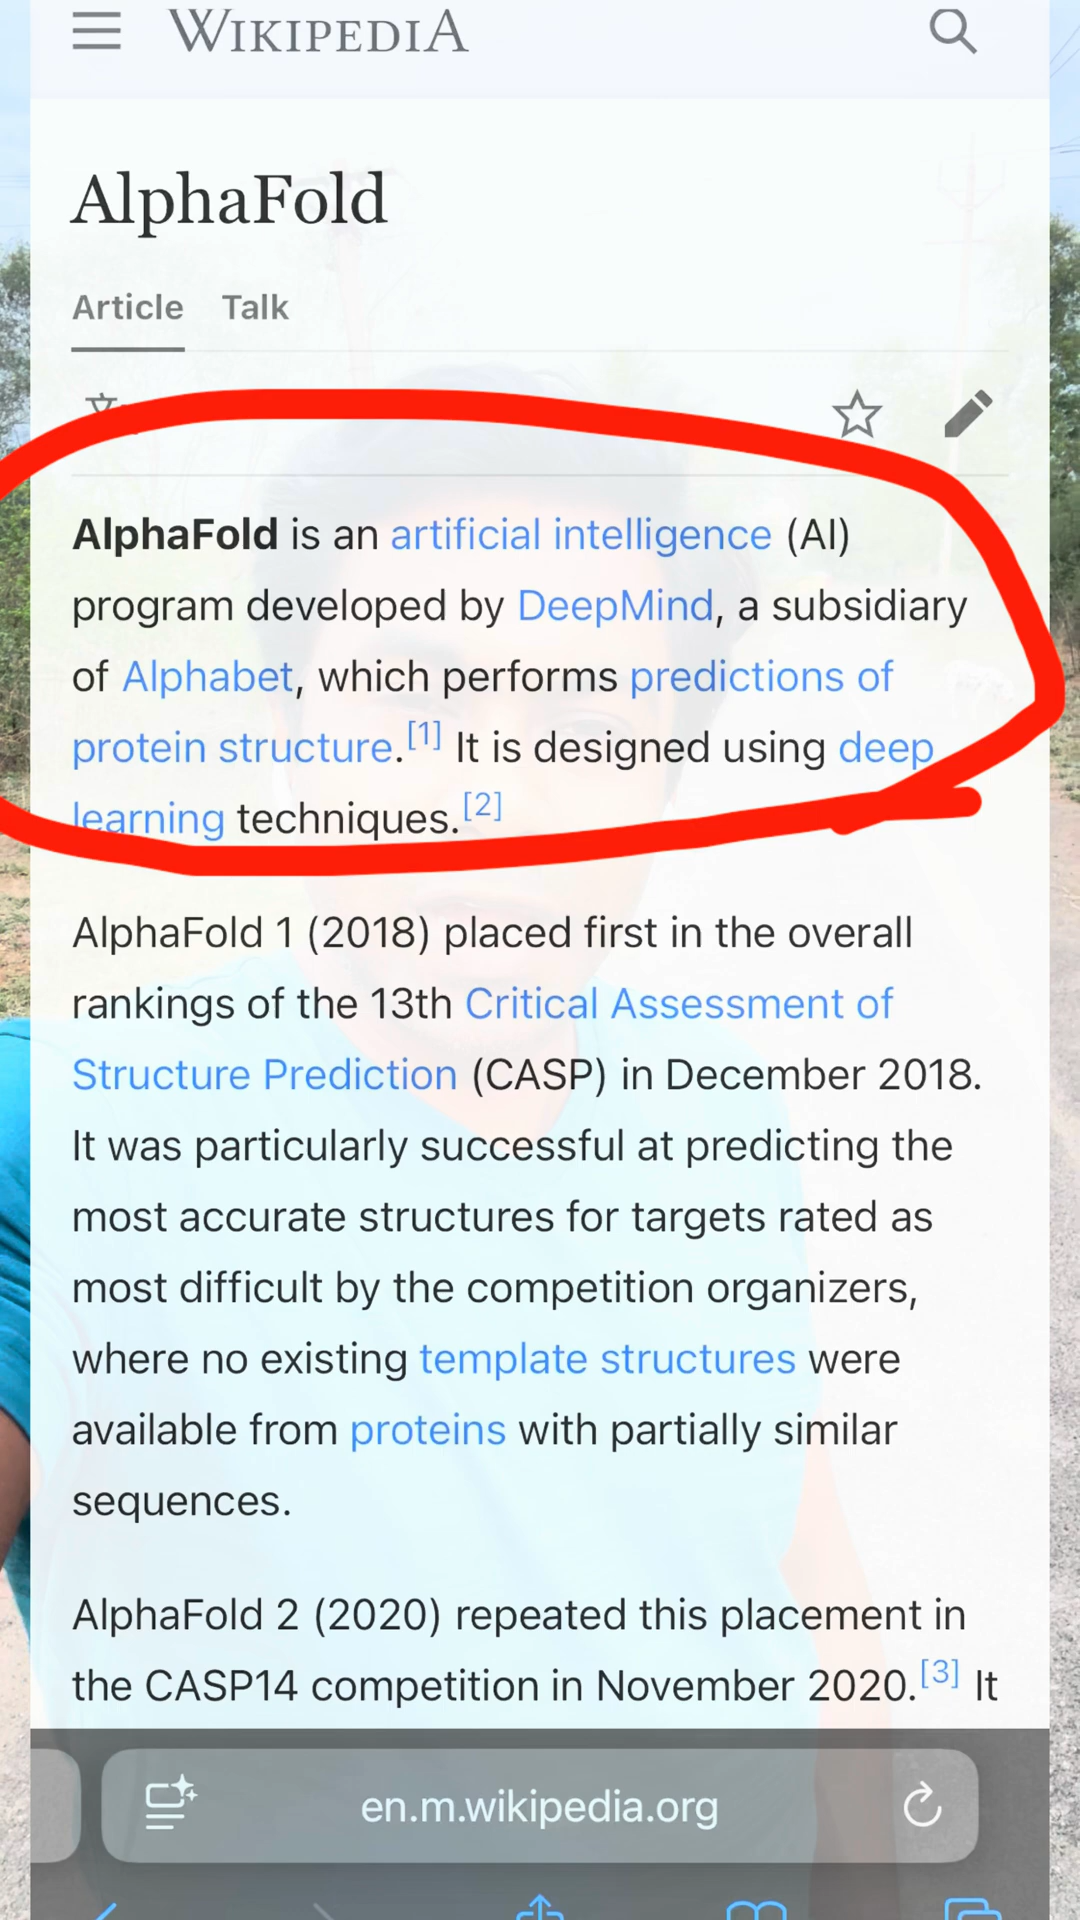 WIKIPEDIA
AlphaFold
Article Talk
AlphaFold is an artificial intelligence (AI)
program developed by DeepMind, a subsidiary
of Alphabet, which performs predictions of
protein structure.[1] It is designed using deep
learning techniques.[2]
AlphaFold 1 (2018) placed first in the overall
rankings of the 13th Critical Assessment of
Structure Prediction (CASP) in December 2018.
It was particularly successful at predicting the
most accurate structures for targets rated as
most difficult by the competition organizers,
where no existing template structures were
available from proteins with partially similar
sequences.
AlphaFold 2 (2020) repeated this placement in
the CASP14 competition in November 2020.[3] It
en.m.wikipedia.org